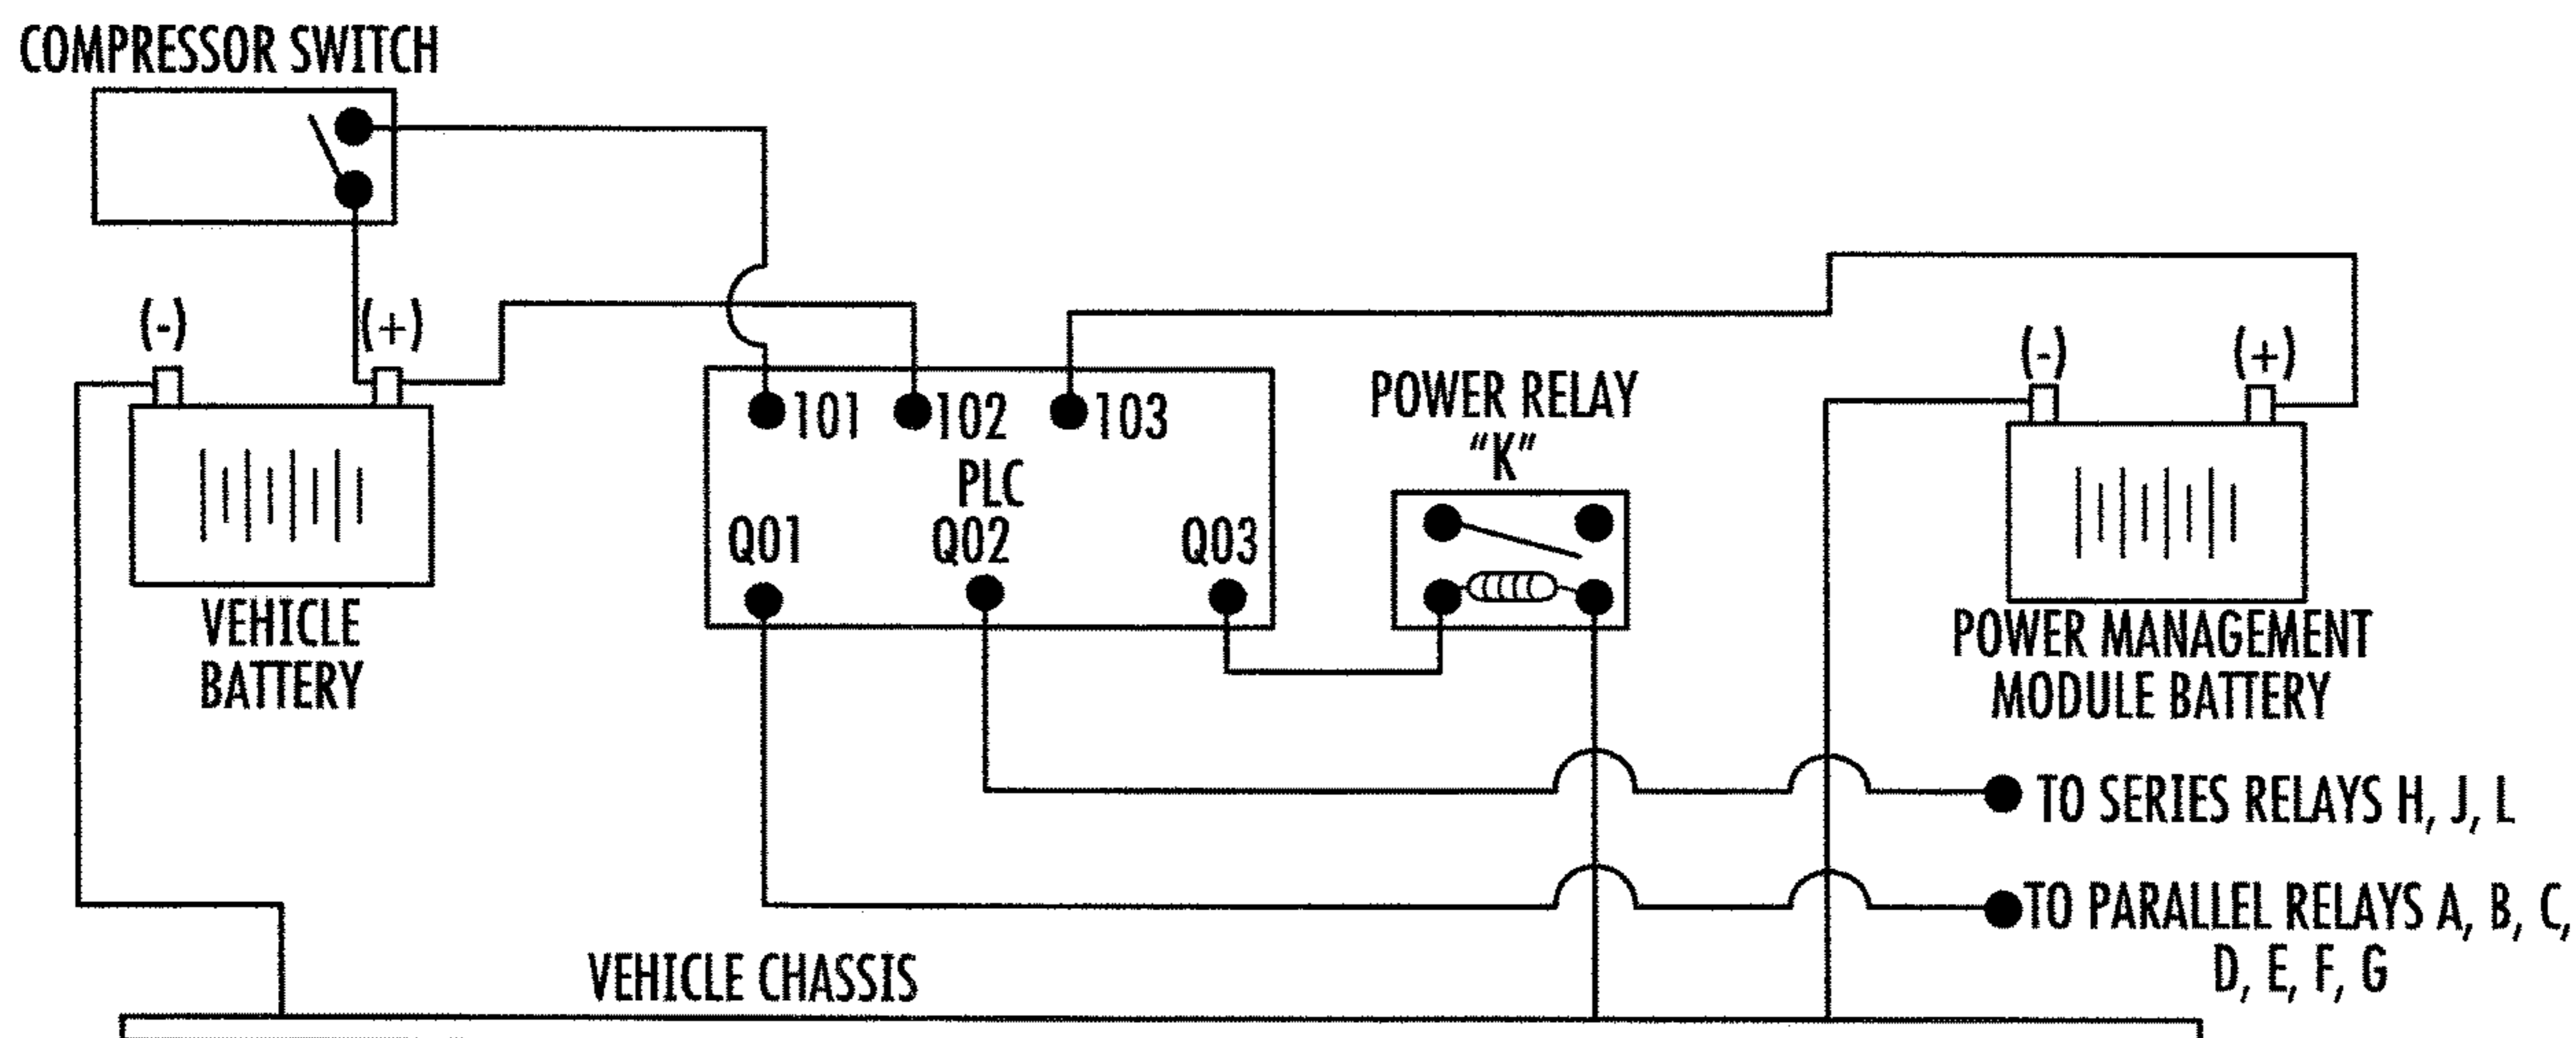 COMPRESSOR SWITCH
(-)
(+)
VEHICLE
BATTERY
101
102
103
PLC
Q01
Q02
Q03
POWER RELAY
"K"
(-)
(+)
POWER MANAGEMENT
MODULE BATTERY
TO SERIES RELAYS H, J, L
TO PARALLEL RELAYS A, B, C,
D, E, F, G
VEHICLE CHASSIS